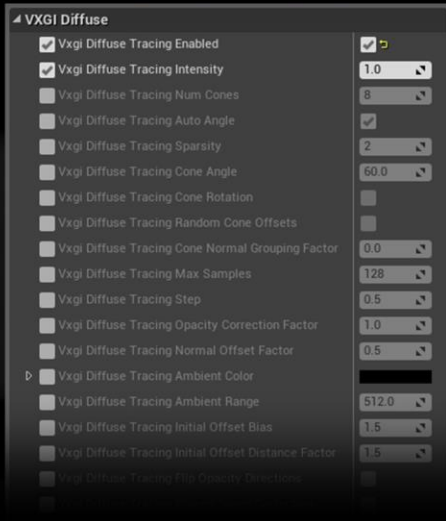 VXGI Diffuse
Vxgi Diffuse Tracing Enabled
Vxgi Diffuse Tracing Intensity 1.0
Vxgi Diffuse Tracing Num Cones 8
Vxgi Diffuse Tracing Auto Angle
Vxgi Diffuse Tracing Sparsity 2
Vxgi Diffuse Tracing Cone Angle 60.0
Vxgi Diffuse Tracing Cone Rotation
Vxgi Diffuse Tracing Random Cone Offsets
Vxgi Diffuse Tracing Cone Normal Grouping Factor 0.0
Vxgi Diffuse Tracing Max Samples 128
Vxgi Diffuse Tracing Step 0.5
Vxgi Diffuse Tracing Opacity Correction Factor 1.0
Vxgi Diffuse Tracing Normal Offset Factor 0.5
Vxgi Diffuse Tracing Ambient Color
Vxgi Diffuse Tracing Ambient Range 512.0
Vxgi Diffuse Tracing Initial Offset Bias 1.5
Vxgi Diffuse Tracing Initial Offset Distance Factor 1.5
Vxgi Diffuse Tracing Flip Opacity Directions